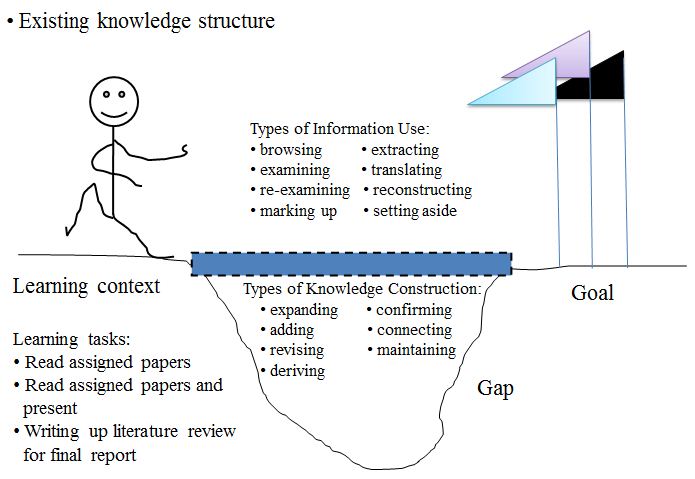 • Existing knowledge structure
Types of Information Use:
• browsing • extracting
• examining • translating
• re-examining • reconstructing
• marking up • setting aside
Learning context
Types of Knowledge Construction:
• expanding • confirming
• adding • connecting
• revising • maintaining
• deriving
Goal
Learning tasks:
• Read assigned papers
• Read assigned papers and
present
• Writing up literature review
for final report
Gap